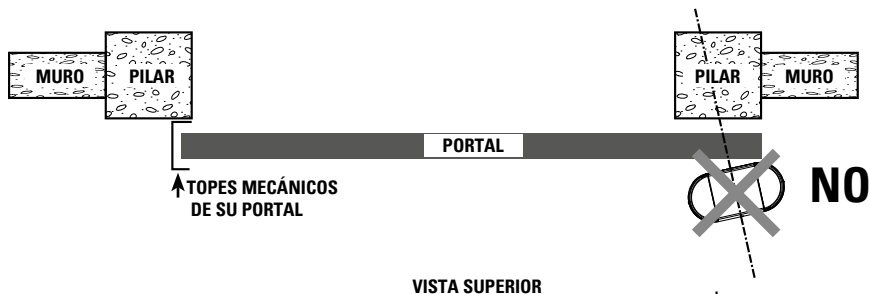 MURO PILAR PILAR MURO
PORTAL
TOPES MECÁNICOS
DE SU PORTAL
NO
VISTA SUPERIOR